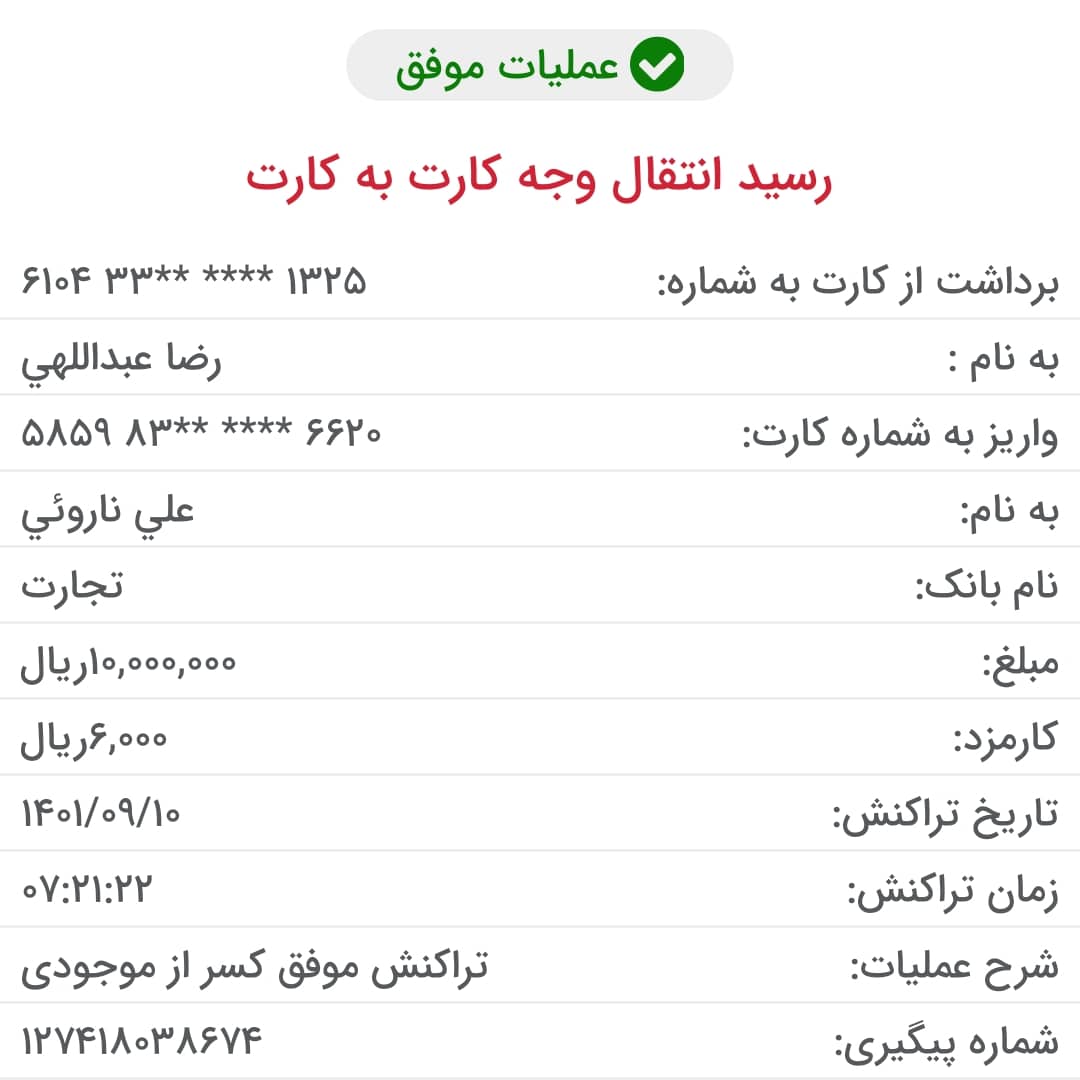 عملیات موفق
رسید انتقال وجه کارت به کارت
برداشت از کارت به شماره: ۶۱۰۴ ۳۳** **** ۱۳۲۵
به نام : رضا عبداللهي
واریز به شماره کارت: ۵۸۵۹ ۸۳** **** ۶۶۲۰
به نام: علي ناروئي
نام بانک: تجارت
مبلغ: ۱۰,۰۰۰,۰۰۰ریال
کارمزد: ۶,۰۰۰ریال
تاریخ تراکنش: ۱۴۰۱/۰۹/۱۰
زمان تراکنش: ۰۷:۲۱:۲۲
شرح عملیات: تراکنش موفق کسر از موجودی
شماره پیگیری: ۱۲۷۴۱۸۰۳۸۶۷۴